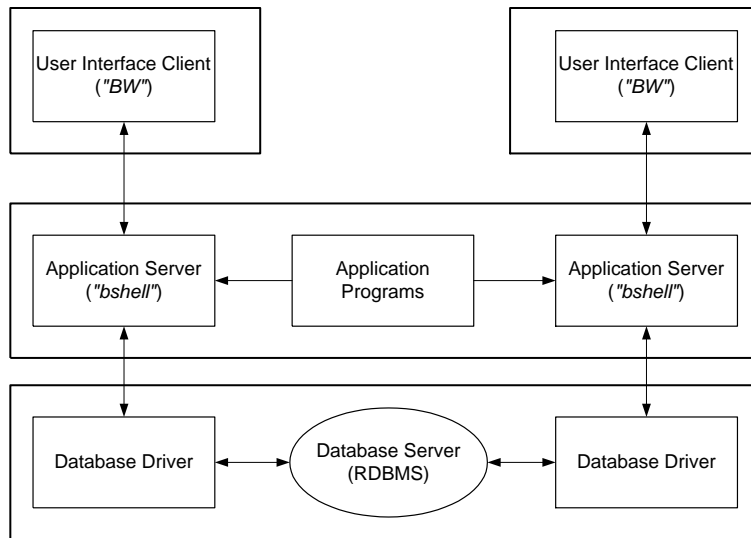 User Interface Client
("BW")
User Interface Client
("BW")
Application Server
("bshell")
Application
Programs
Application Server
("bshell")
Database Driver
Database Server
(RDBMS)
Database Driver